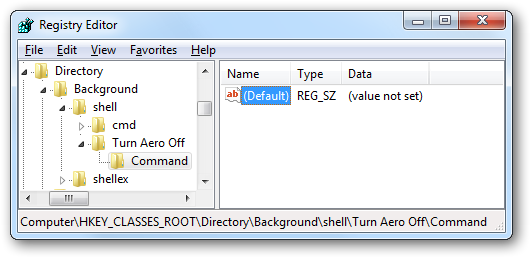 Registry Editor
File Edit View Favorites Help
Directory
Background
shell
cmd
Turn Aero Off
Command
shellex
Name Type Data
ab (Default) REG_SZ (value not set)
Computer\HKEY_CLASSES_ROOT\Directory\Background\shell\Turn Aero Off\Command